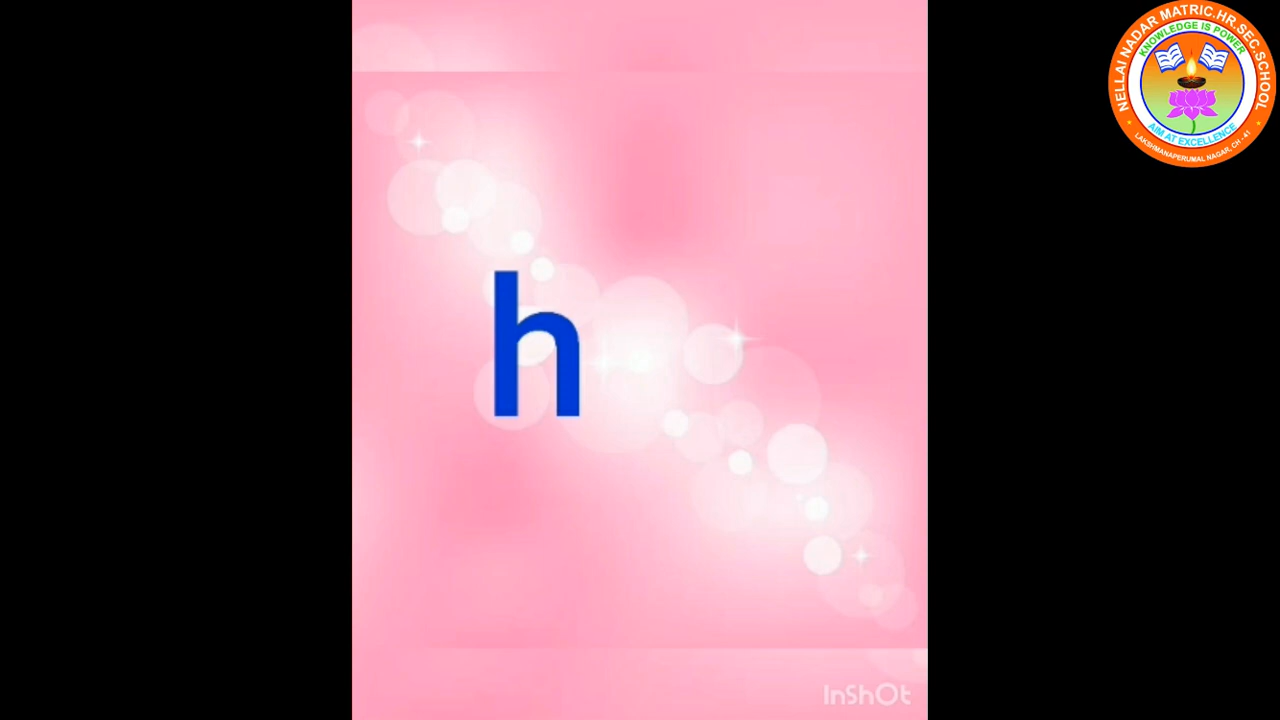 NELLAI NADAR MATRIC.HR.SEC.SCHOOL
KNOWLEDGE IS POWER
AIM AT EXCELLENCE
LAKSHMANAPERUMAL NAGAR, CH - 41
h
InShOt